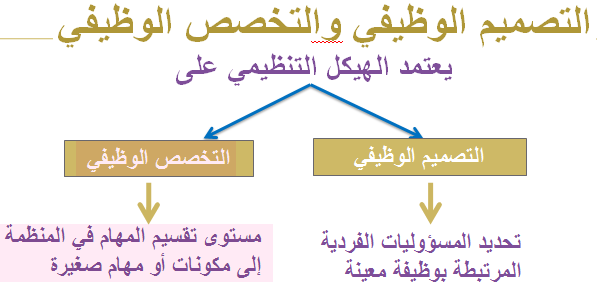 التصميم الوظيفي والتخصص الوظيفي
يعتمد الهيكل التنظيمي على
التصميم الوظيفي
التخصص الوظيفي
تحديد المسؤوليات الفردية
المرتبطة بوظيفة معينة
مستوى تقسيم المهام في المنظمة
إلى مكونات أو مهام صغيرة